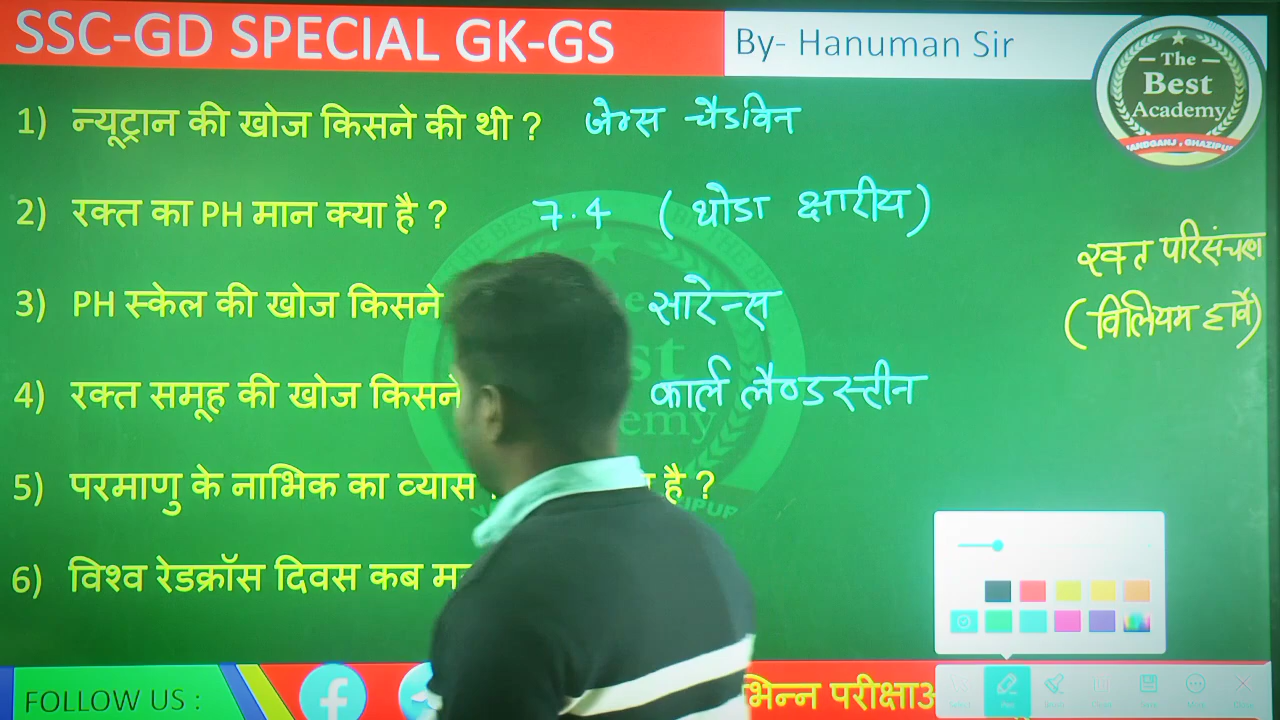 SSC-GD SPECIAL GK-GS
By- Hanuman Sir
The
Best
Academy
1) न्यूट्रान की खोज किसने की थी ? जेम्स चैडविन
2) रक्त का PH मान क्या है ? 7.4 ( थोडा क्षारीय )
रक्त परिसंचरण
(विलियम हार्वे)
3) PH स्केल की खोज किसने सारेन्स
4) रक्त समूह की खोज किसने कार्ल लैण्डस्टीन
5) परमाणु के नाभिक का व्यास है ?
6) विश्व रेडक्रॉस दिवस कब
FOLLOW US :
भिन्न